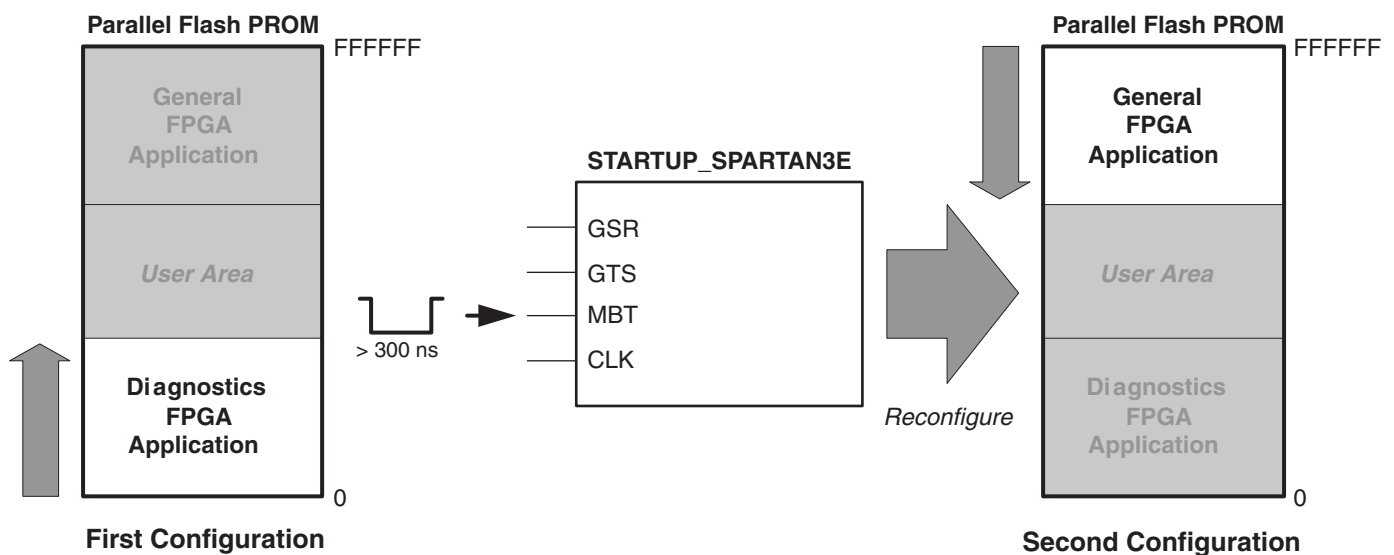 Parallel Flash PROM
FFFFFF
General
FPGA
Application
User Area
Diagnostics
FPGA
Application
0
First Configuration
> 300 ns
STARTUP_SPARTAN3E
GSR
GTS
MBT
CLK
Reconfigure
Parallel Flash PROM
FFFFFF
General
FPGA
Application
User Area
Diagnostics
FPGA
Application
0
Second Configuration